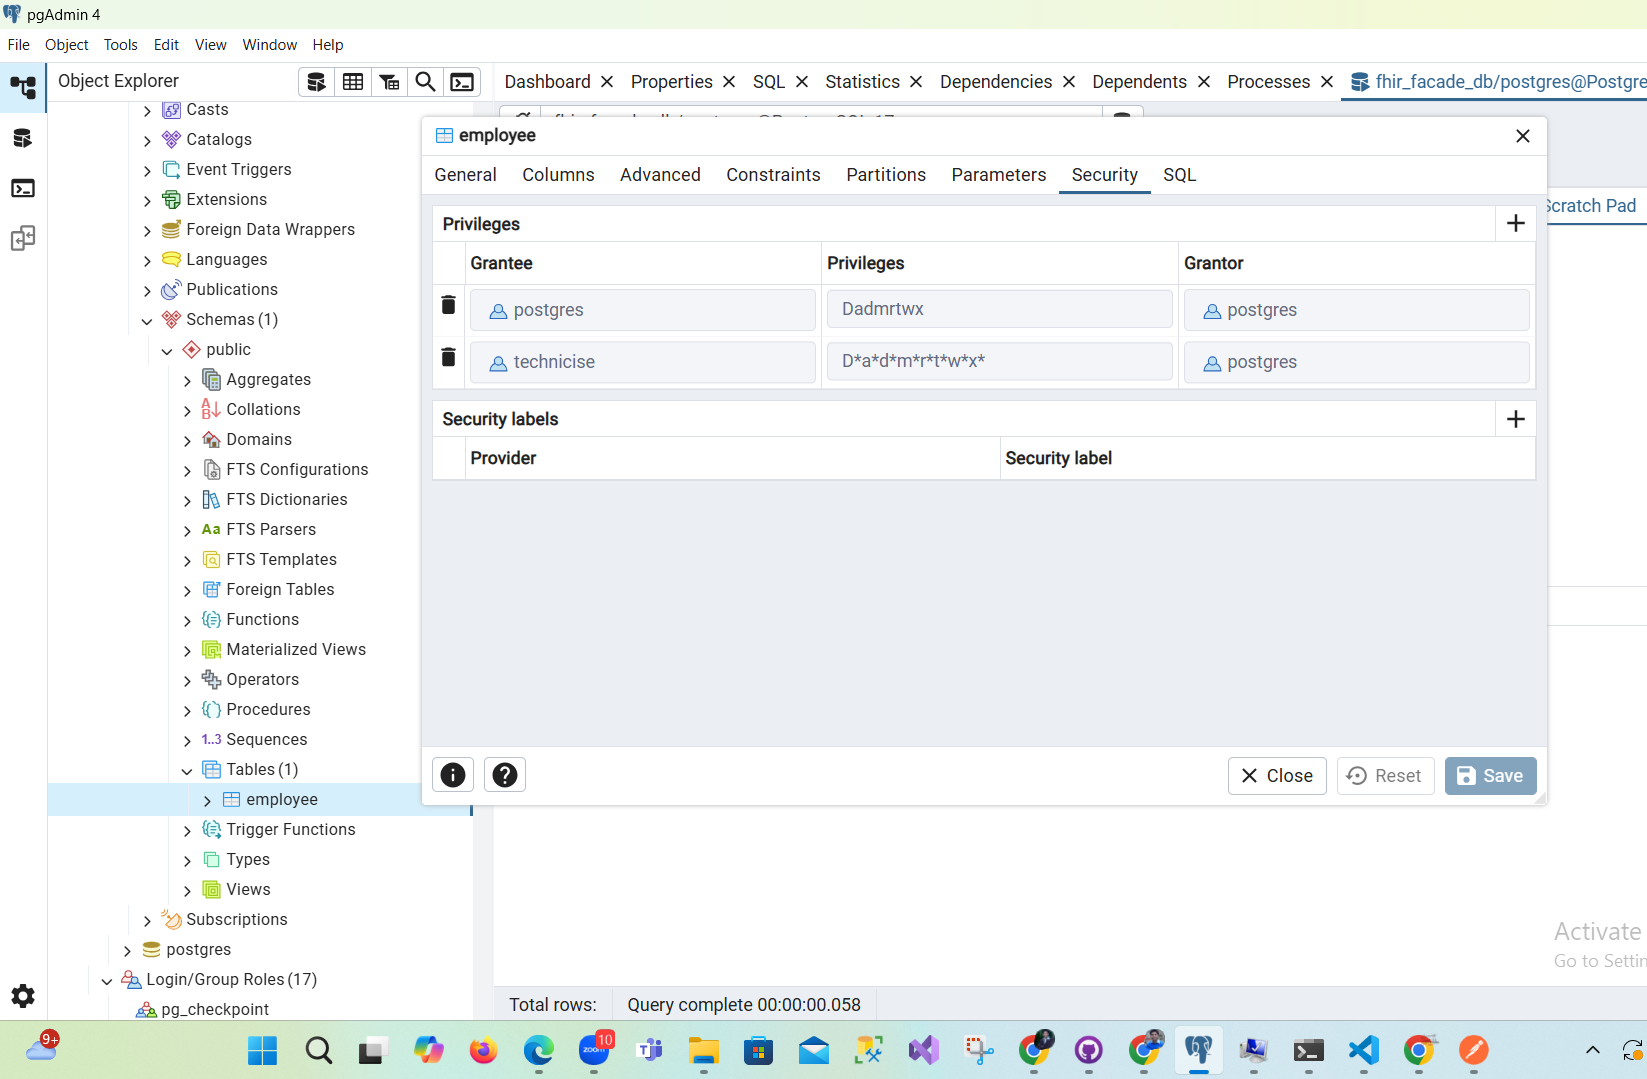 pgAdmin 4
File Object Tools Edit View Window Help
Object Explorer
Dashboard Properties SQL Statistics Dependencies Dependents Processes fhir_facade_db/postgres@Postgre
Casts
Catalogs
Event Triggers
Extensions
Foreign Data Wrappers
Languages
Publications
Schemas (1)
public
Aggregates
Collations
Domains
FTS Configurations
FTS Dictionaries
Aa FTS Parsers
FTS Templates
Foreign Tables
Functions
Materialized Views
Operators
Procedures
1..3 Sequences
Tables (1)
employee
Trigger Functions
Types
Views
Subscriptions
postgres
Login/Group Roles (17)
pg_checkpoint
employee
General Columns Advanced Constraints Partitions Parameters Security SQL
Privileges
Grantee Privileges Grantor
postgres Dadmrtwx postgres
technicise D*a*d*m*r*t*w*x* postgres
Security labels
Provider Security label
Close Reset Save
Scratch Pad
Activate
Go to Settin
Total rows: Query complete 00:00:00.058
9+
zoom
10